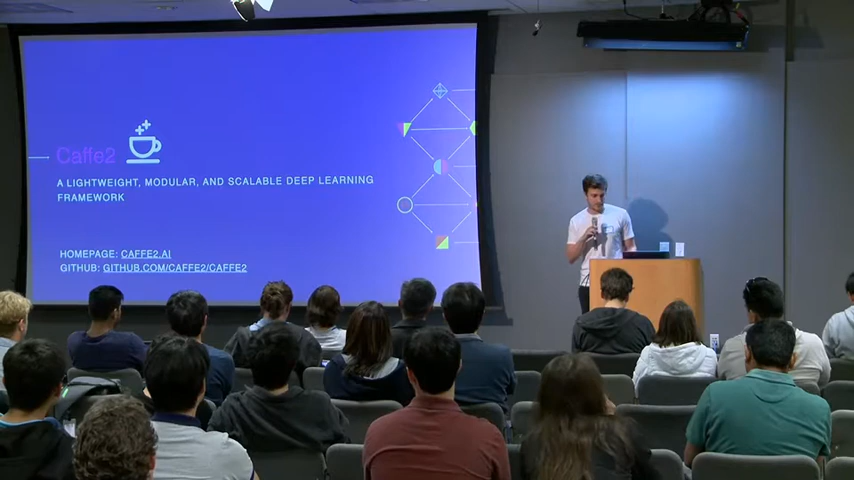 Caffe2
A LIGHTWEIGHT, MODULAR, AND SCALABLE DEEP LEARNING
FRAMEWORK
HOMEPAGE: CAFFE2.AI
GITHUB: GITHUB.COM/CAFFE2/CAFFE2